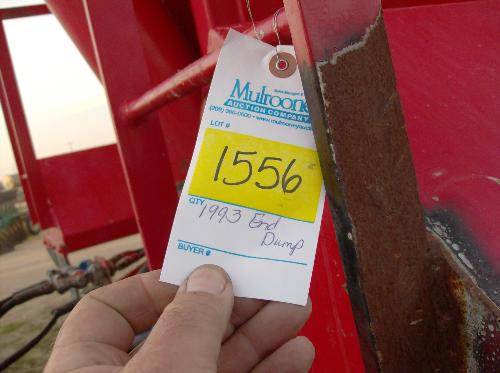 Mulroone
AUCTION COMPANY
LOT #
1556
QTY
1993 End
Dump
BUYER #